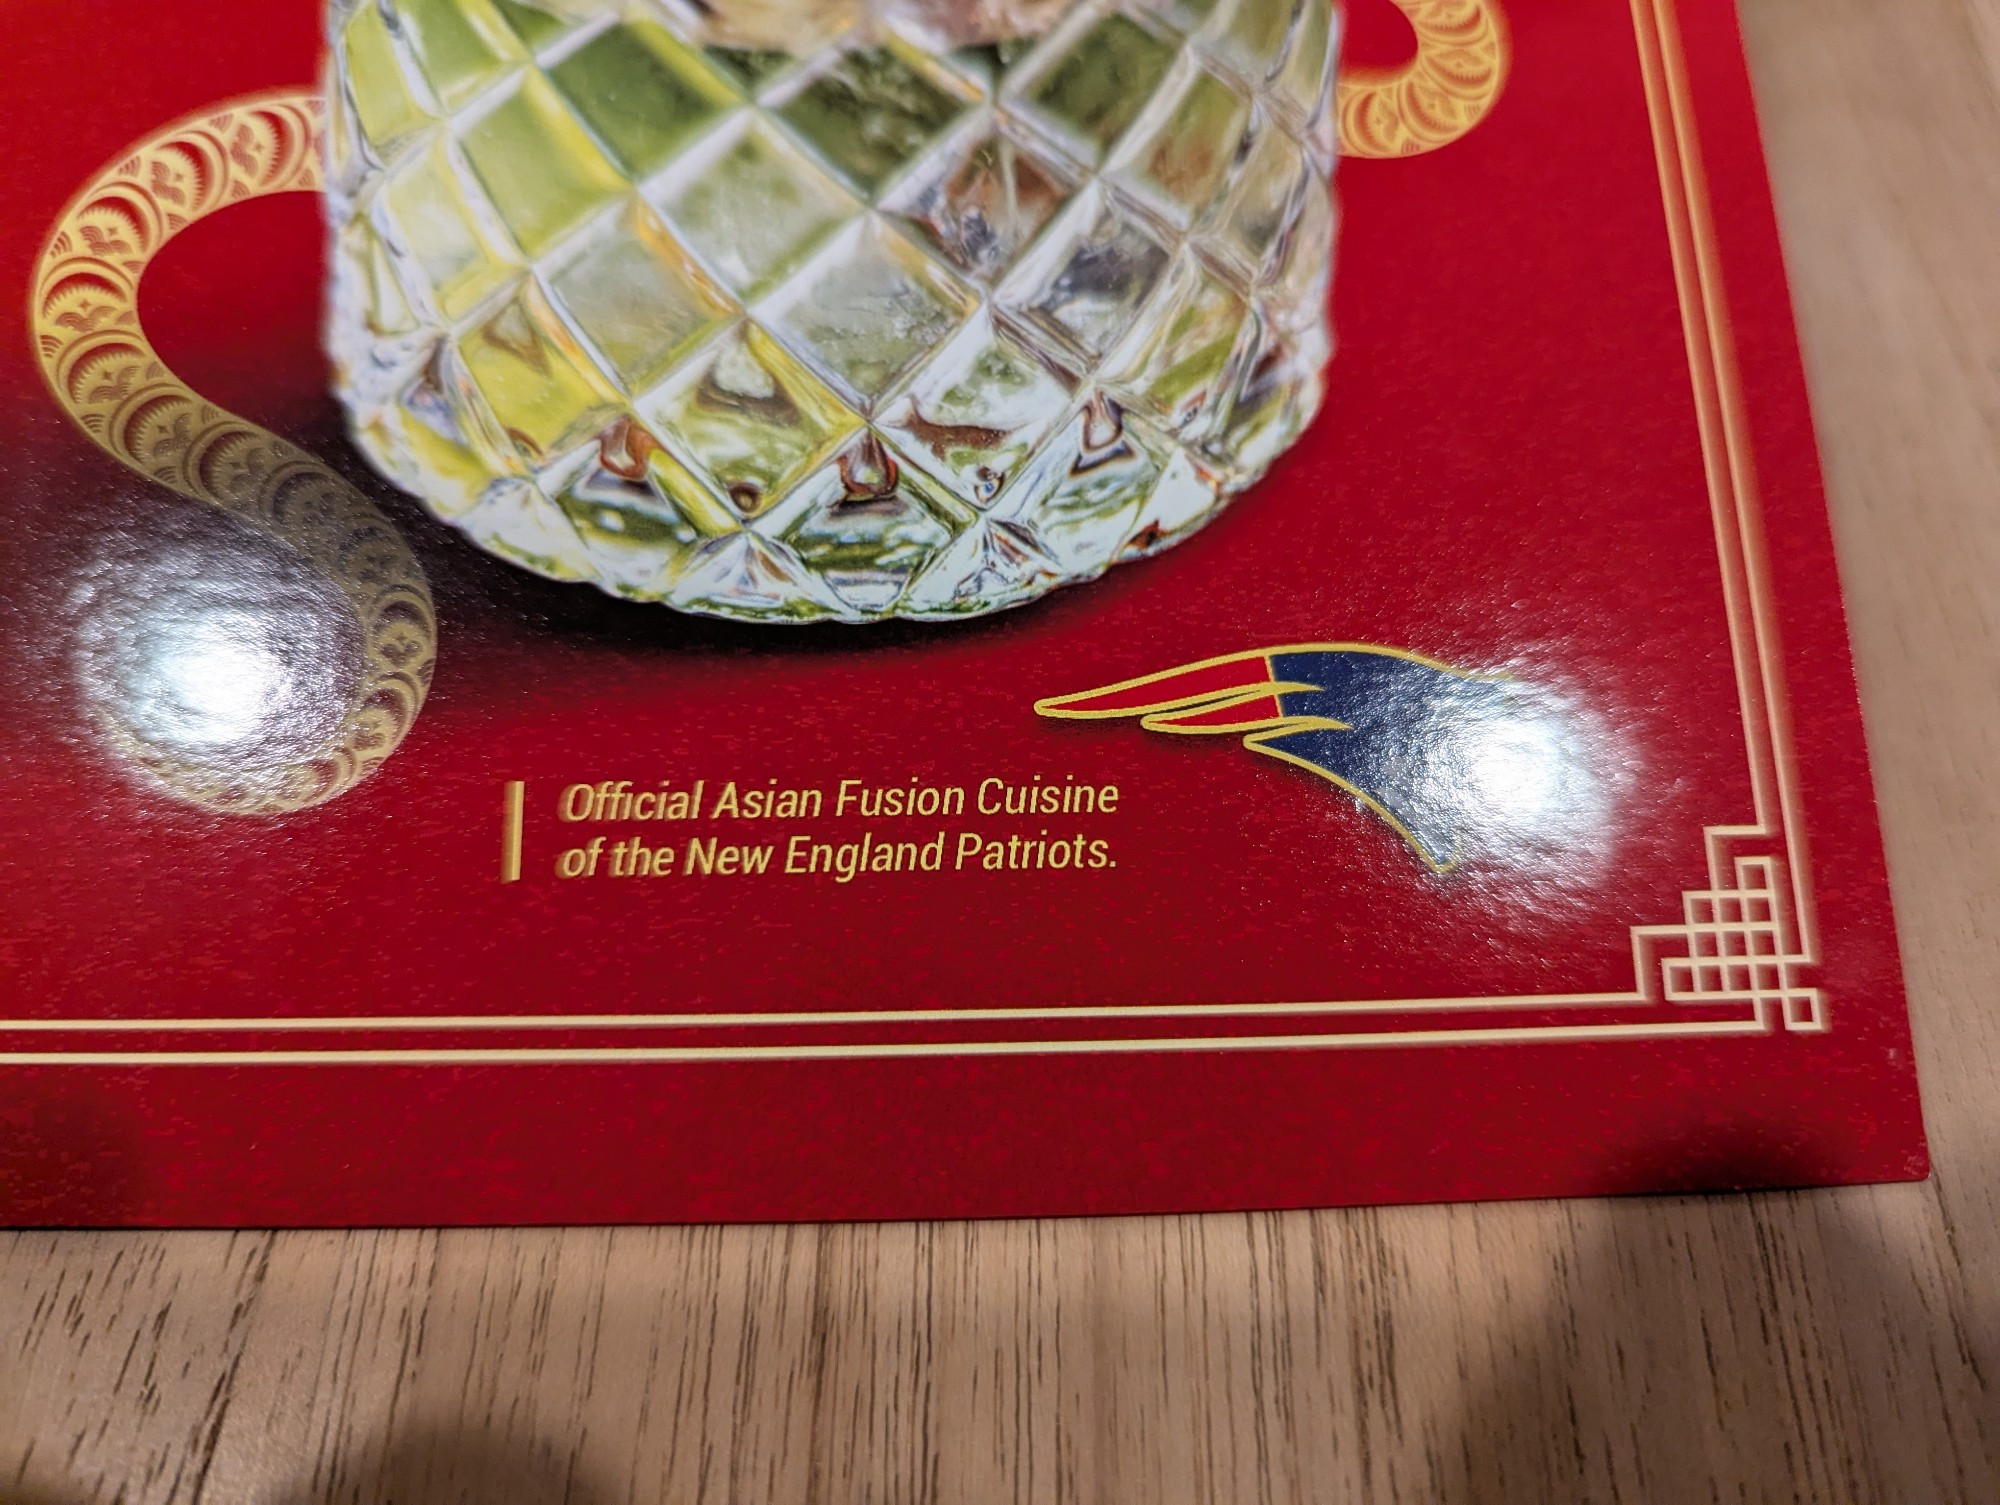 Official Asian Fusion Cuisine
of the New England Patriots.